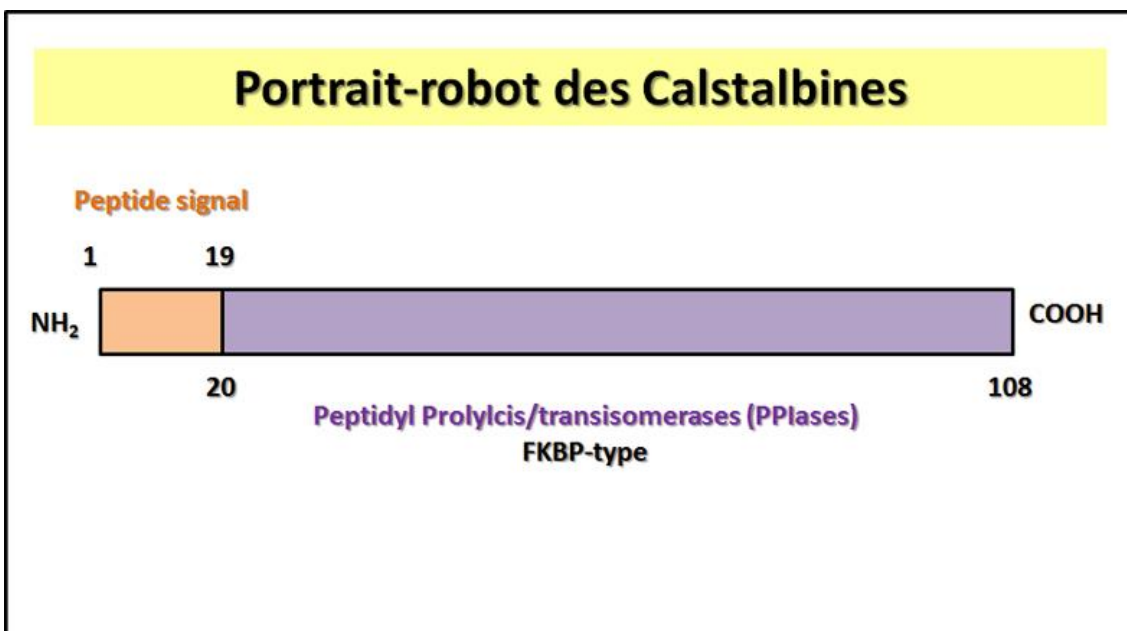 Portrait-robot des Calstalbines
Peptide signal
1 19
NH₂ COOH
20 108
Peptidyl Prolylcis/transisomerases (PPIases)
FKBP-type